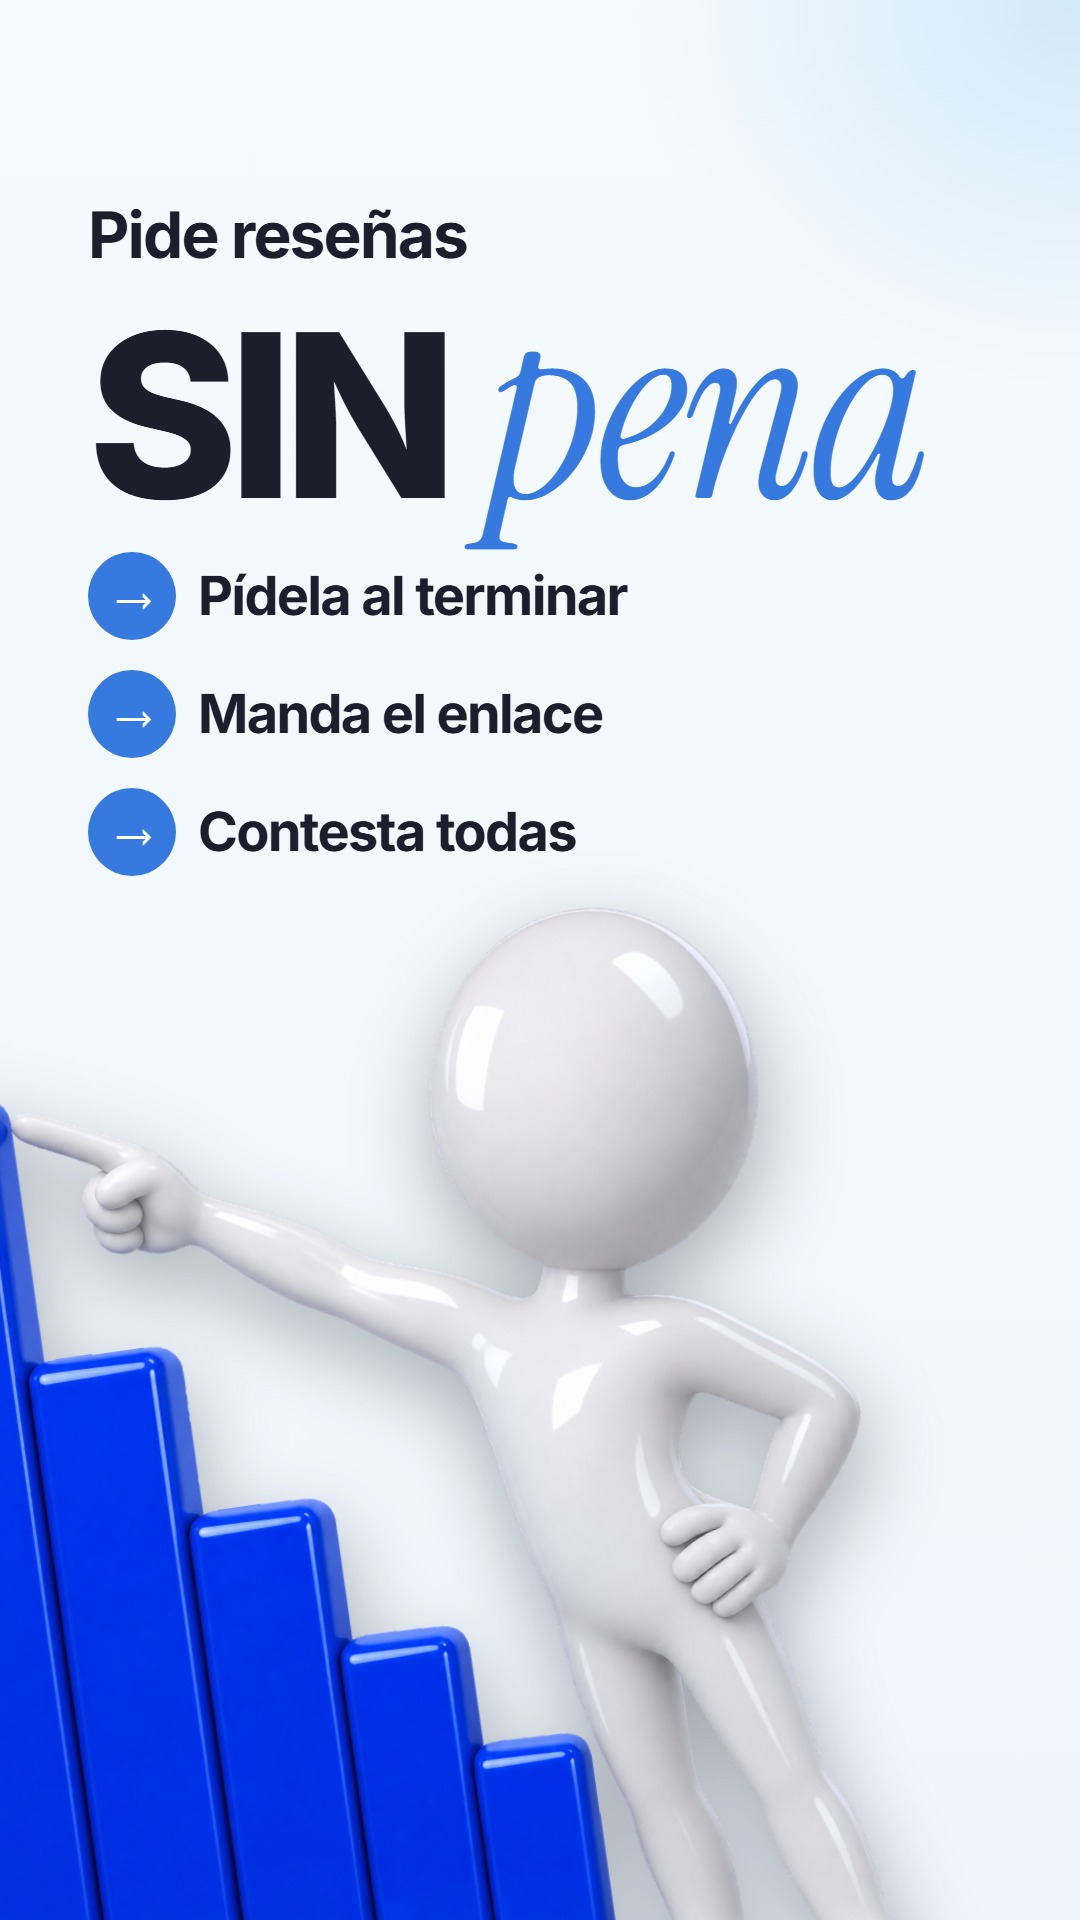 Pide reseñas
SIN pena
→ Pídela al terminar
→ Manda el enlace
→ Contesta todas